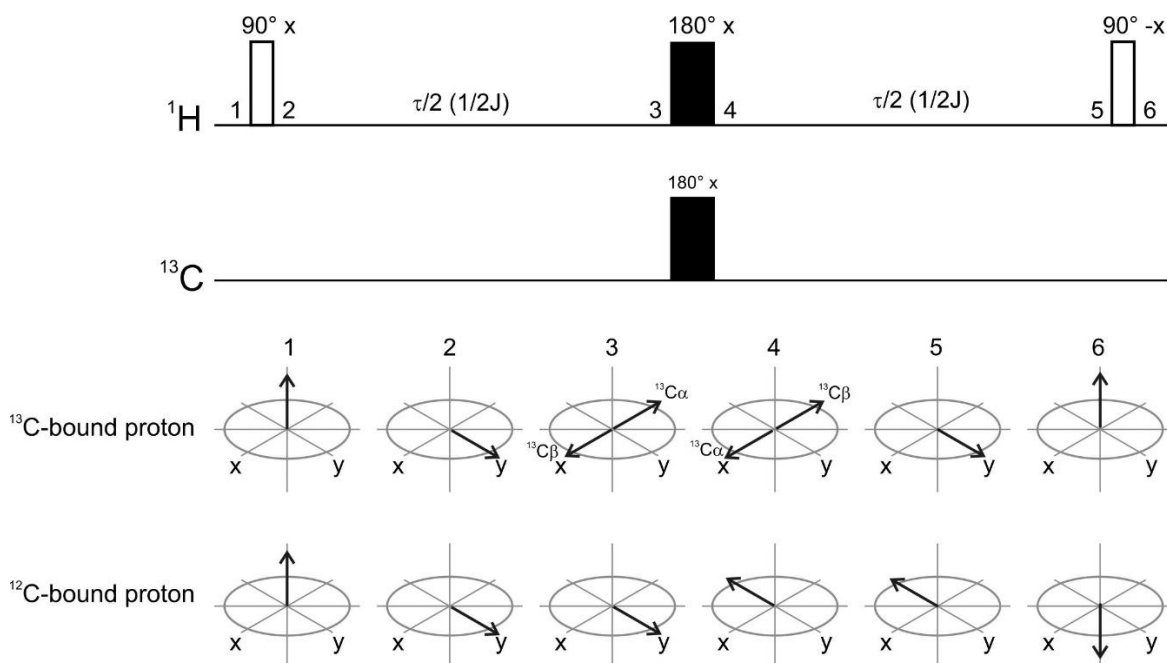 90° x 180° x 90° -x
¹H 1 2 τ/2 (1/2J) 3 4 τ/2 (1/2J) 5 6
180° x
¹³C
1 2 3 4 5 6
¹³C-bound proton
¹³Cα ¹³Cβ
¹³Cβ ¹³Cα
x y x y x y x y x y x y
¹²C-bound proton
x y x y x y x y x y x y